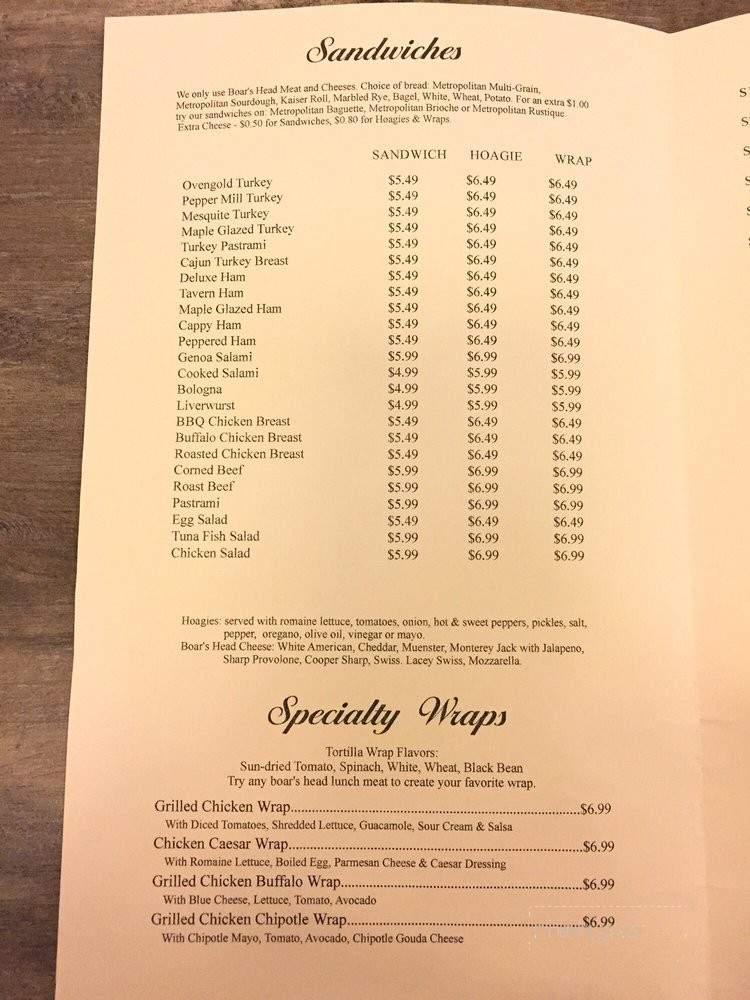 Sandwiches
We only use Boar's Head Meat and Cheeses. Choice of bread: Metropolitan Multi-Grain,
Metropolitan Sourdough, Kaiser Roll, Marbled Rye, Bagel, White, Wheat, Potato. For an extra $1.00
try our sandwiches on: Metropolitan Baguette, Metropolitan Brioche or Metropolitan Rustique.
Extra Cheese - $0.50 for Sandwiches, $0.80 for Hoagies & Wraps.
SANDWICH HOAGIE WRAP
Ovengold Turkey $5.49 $6.49 $6.49
Pepper Mill Turkey $5.49 $6.49 $6.49
Mesquite Turkey $5.49 $6.49 $6.49
Maple Glazed Turkey $5.49 $6.49 $6.49
Turkey Pastrami $5.49 $6.49 $6.49
Cajun Turkey Breast $5.49 $6.49 $6.49
Deluxe Ham $5.49 $6.49 $6.49
Tavern Ham $5.49 $6.49 $6.49
Maple Glazed Ham $5.49 $6.49 $6.49
Cappy Ham $5.49 $6.49 $6.49
Peppered Ham $5.49 $6.49 $6.49
Genoa Salami $5.99 $6.99 $6.99
Cooked Salami $4.99 $5.99 $5.99
Bologna $4.99 $5.99 $5.99
Liverwurst $4.99 $5.99 $5.99
BBQ Chicken Breast $5.49 $6.49 $6.49
Buffalo Chicken Breast $5.49 $6.49 $6.49
Roasted Chicken Breast $5.49 $6.49 $6.49
Corned Beef $5.99 $6.99 $6.99
Roast Beef $5.99 $6.99 $6.99
Pastrami $5.99 $6.99 $6.99
Egg Salad $5.49 $6.49 $6.49
Tuna Fish Salad $5.99 $6.99 $6.99
Chicken Salad $5.99 $6.99 $6.99
Hoagies: served with romaine lettuce, tomatoes, onion, hot & sweet peppers, pickles, salt,
pepper, oregano, olive oil, vinegar or mayo.
Boar's Head Cheese: White American, Cheddar, Muenster, Monterey Jack with Jalapeno,
Sharp Provolone, Cooper Sharp, Swiss. Lacey Swiss, Mozzarella.
Specialty Wraps
Tortilla Wrap Flavors:
Sun-dried Tomato, Spinach, White, Wheat, Black Bean
Try any boar's head lunch meat to create your favorite wrap.
Grilled Chicken Wrap...$6.99
With Diced Tomatoes, Shredded Lettuce, Guacamole, Sour Cream & Salsa
Chicken Caesar Wrap...$6.99
With Romaine Lettuce, Boiled Egg, Parmesan Cheese & Caesar Dressing
Grilled Chicken Buffalo Wrap...$6.99
With Blue Cheese, Lettuce, Tomato, Avocado
Grilled Chicken Chipotle Wrap...$6.99
With Chipotle Mayo, Tomato, Avocado, Chipotle Gouda Cheese